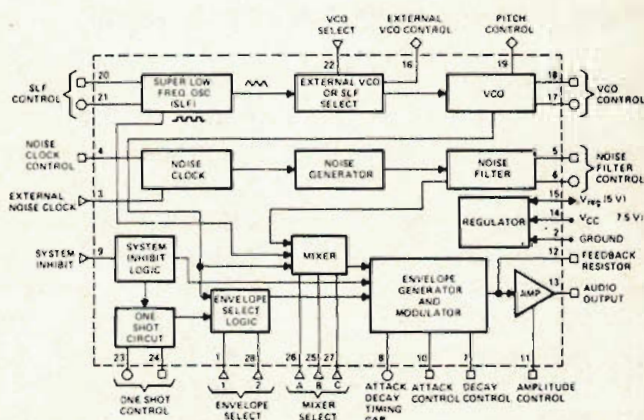 VCO
SELECT
EXTERNAL
VCO CONTROL
PITCH
CONTROL
22
16
19
SLF
CONTROL
20
21
SUPER LOW
FREQ. OSC
(SLF)
EXTERNAL VCO
OR SLF
SELECT
VCO
18
17
VCO
CONTROL
NOISE
CLOCK
CONTROL
4
NOISE
CLOCK
NOISE
GENERATOR
NOISE
FILTER
5
6
NOISE
FILTER
CONTROL
EXTERNAL
NOISE CLOCK
3
REGULATOR
15
Vreg (5 V)
14
VCC 7.5 V)
2
GROUND
SYSTEM
INHIBIT
9
SYSTEM
INHIBIT
LOGIC
MIXER
ENVELOPE
GENERATOR
AND
MODULATOR
12
FEEDBACK
RESISTOR
AMP
13
AUDIO
OUTPUT
ONE
SHOT
CIRCUT
ENVELOPE
SELECT
LOGIC
23
24
1
28
26
25
27
8
10
7
11
1
2
A
B
C
ONE SHOT
CONTROL
ENVELOPE
SELECT
MIXER
SELECT
ATTACK
DECAY
TIMING
CAP
ATTACK
CONTROL
DECAY
CONTROL
AMPLITUDE
CONTROL